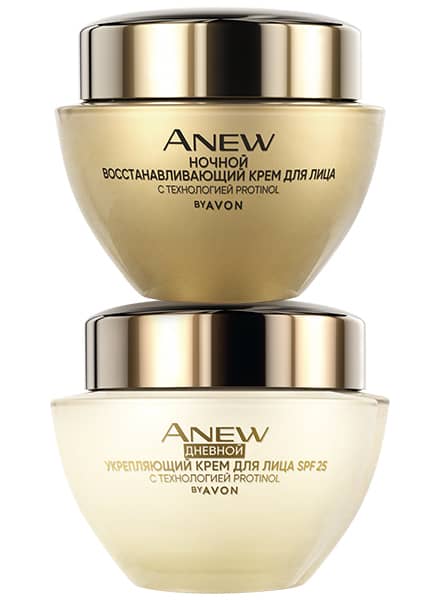 ANEW
НОЧНОЙ
ВОССТАНАВЛИВАЮЩИЙ КРЕМ ДЛЯ ЛИЦА
С ТЕХНОЛОГИЕЙ PROTINOL
BY AVON
ANEW
ДНЕВНОЙ
УКРЕПЛЯЮЩИЙ КРЕМ ДЛЯ ЛИЦА SPF 25
С ТЕХНОЛОГИЕЙ PROTINOL
BY AVON